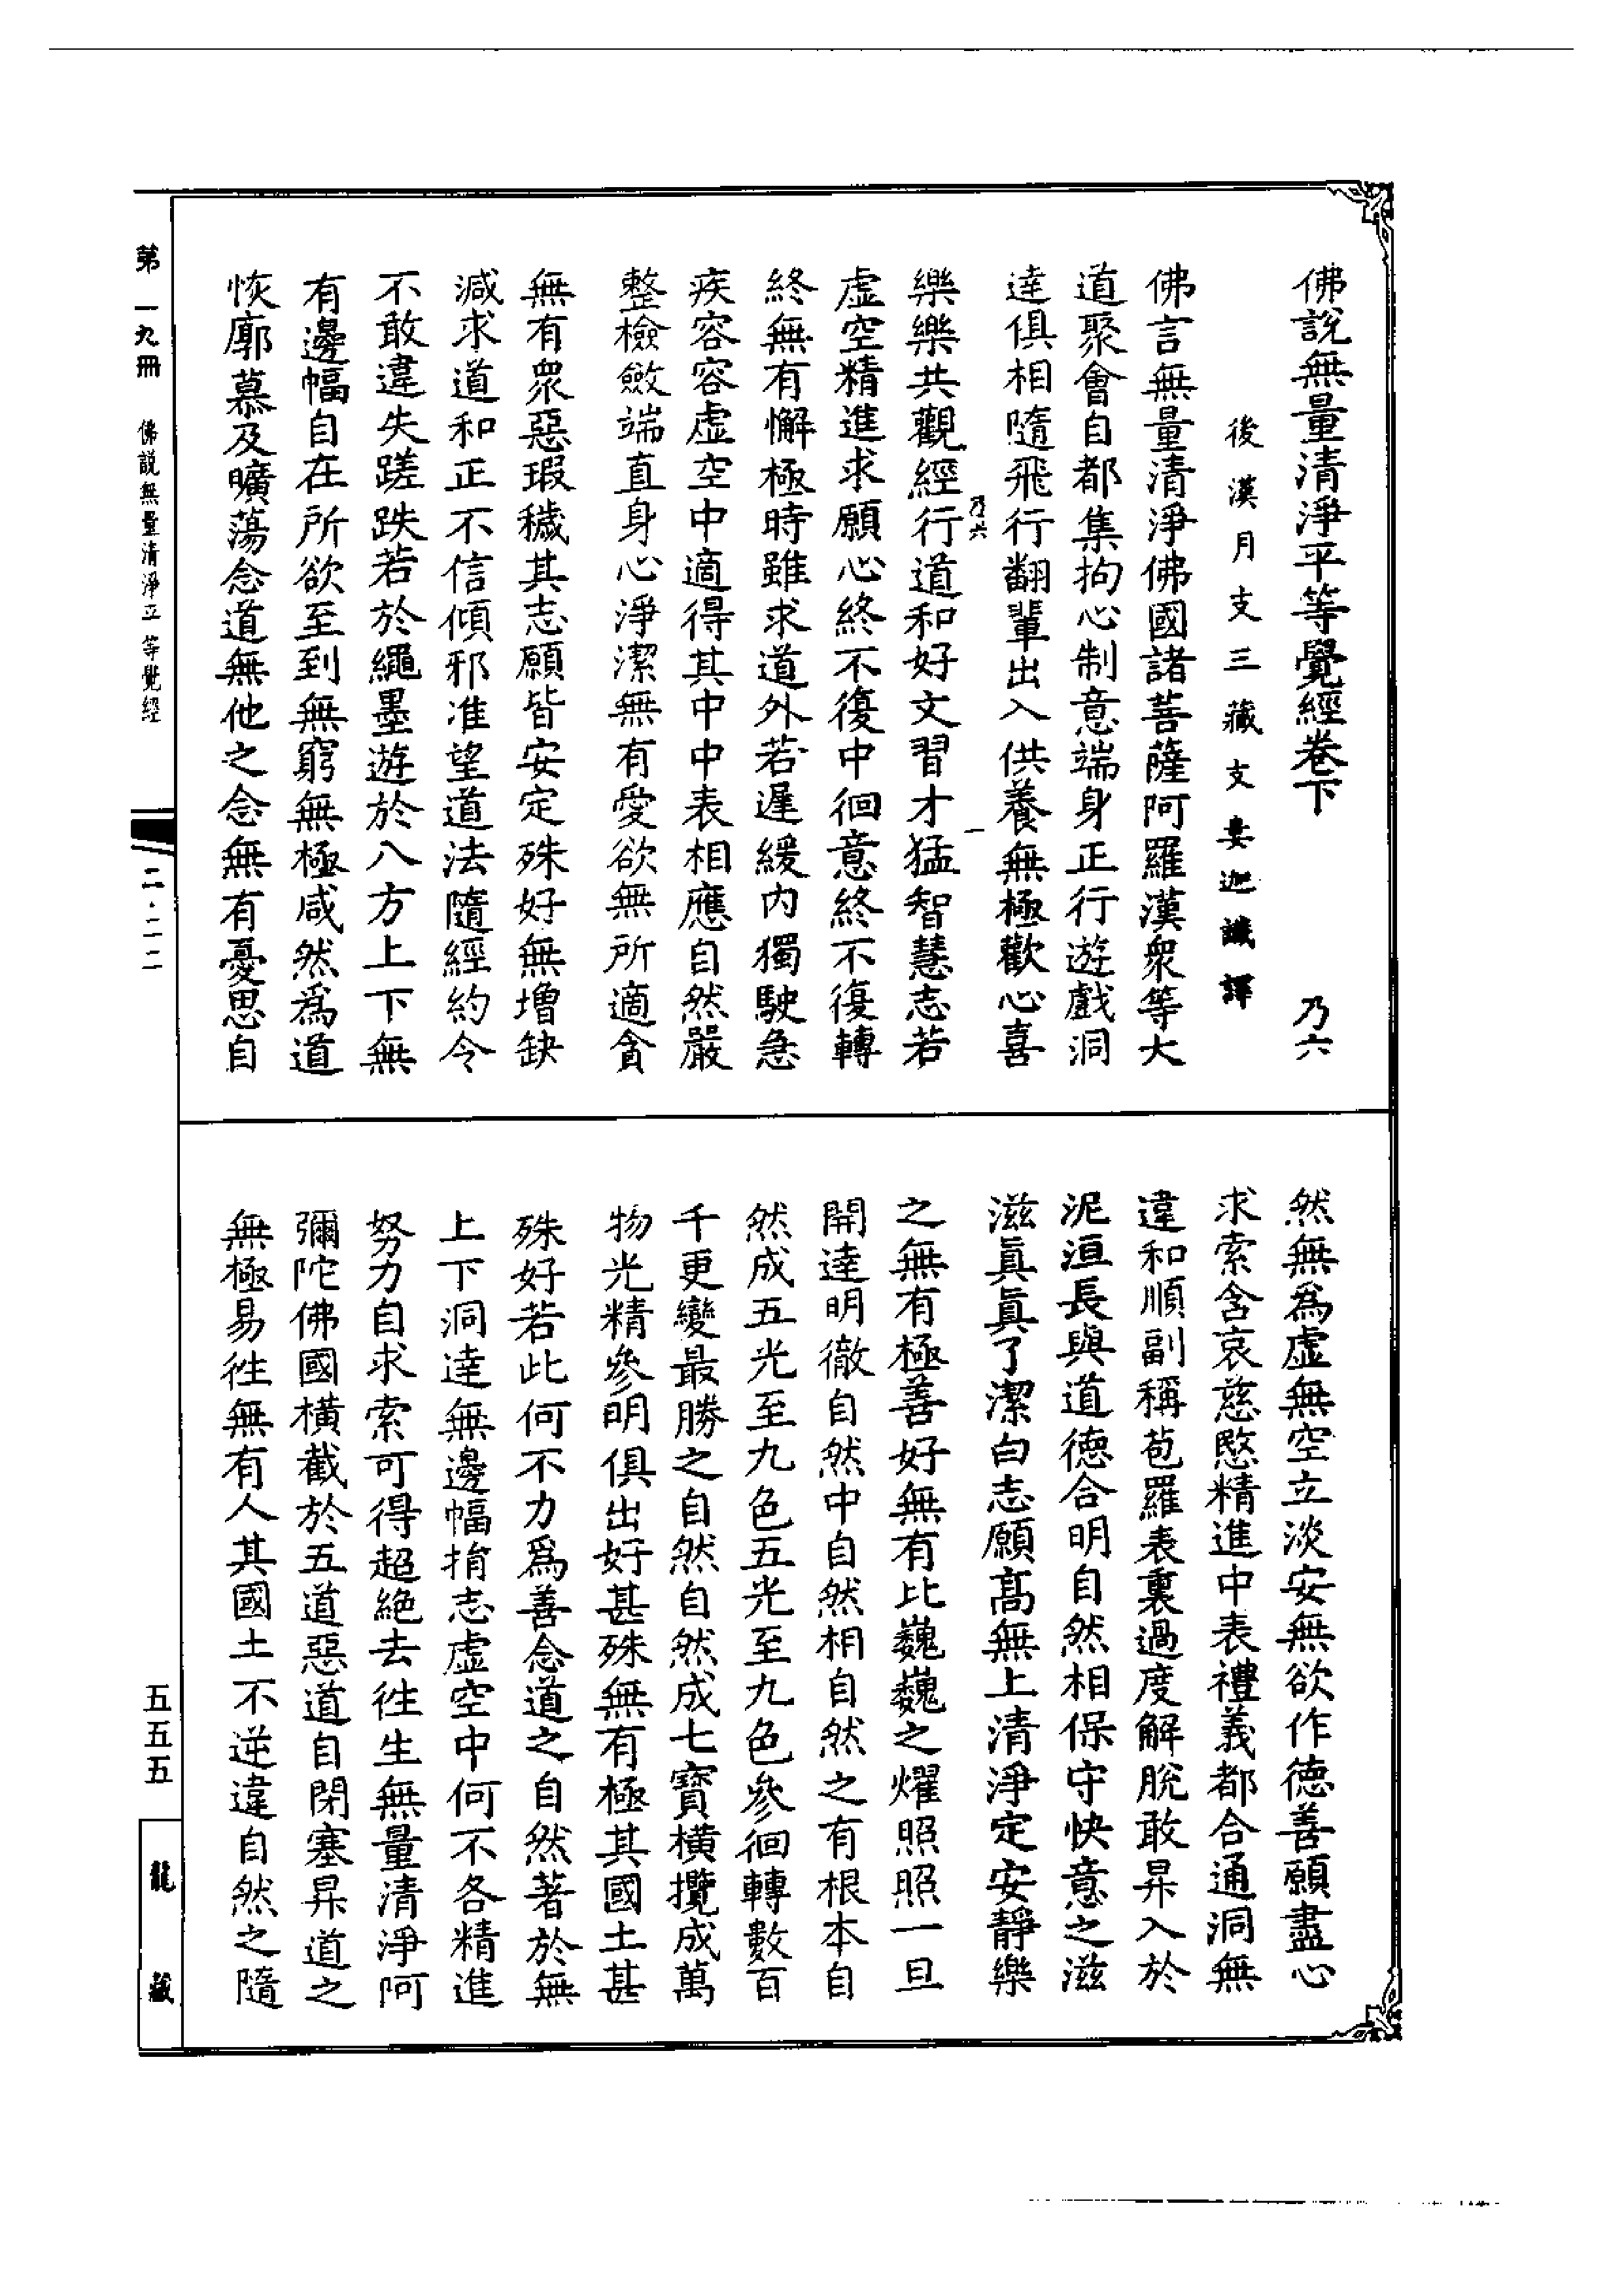 佛說無量清淨平等覺經卷下 乃六
後漢月支三藏支婁迦讖譯
佛言無量清淨佛國諸菩薩阿羅漢衆等大
道聚會自都集拘心制意端身正行遊戲洞
達俱相隨飛行翻輩出入供養無極歡心喜
乃六 一
樂樂共觀經行道和好文習才猛智慧志若
虛空精進求願心終不復中徊意終不復轉
終無有懈極時雖求道外若遲緩內獨駛急
疾容容虛空中適得其中中表相應自然嚴
整檢斂端直身心淨潔無有愛欲無所適貪
無有衆惡瑕穢其志願皆安定殊好無增缺
減求道和正不信傾邪准望道法隨經約令
不敢違失蹉跌若於繩墨遊於八方上下無
有邊幅自在所欲至到無窮無極咸然爲道
恢廓慕及曠蕩念道無他之念無有憂思自
然無爲虛無空立淡安無欲作德善願盡心
求索含哀慈愍精進中表禮義都合通洞無
違和順副稱苞羅表裏過度解脫敢昇入於
泥洹長與道德合明自然相保守快意之滋
滋眞眞了潔白志願高無上清淨定安靜樂
之無有極善好無有比巍巍之燿照照一旦
開達明徹自然中自然相自然之有根本自
然成五光至九色五光至九色參徊轉數百
千更變最勝之自然自然成七寶橫攬成萬
物光精參明俱出好甚殊無有極其國土甚
殊好若此何不力爲善念道之自然著於無
上下洞達無邊幅捐志虛空中何不各精進
努力自求索可得超絕去往生無量清淨阿
彌陀佛國橫截於五道惡道自閉塞昇道之
無極易往無有人其國土不逆違自然之隨
第一九冊 佛説無量清淨平等覺經
二·二二
五五五
龍藏